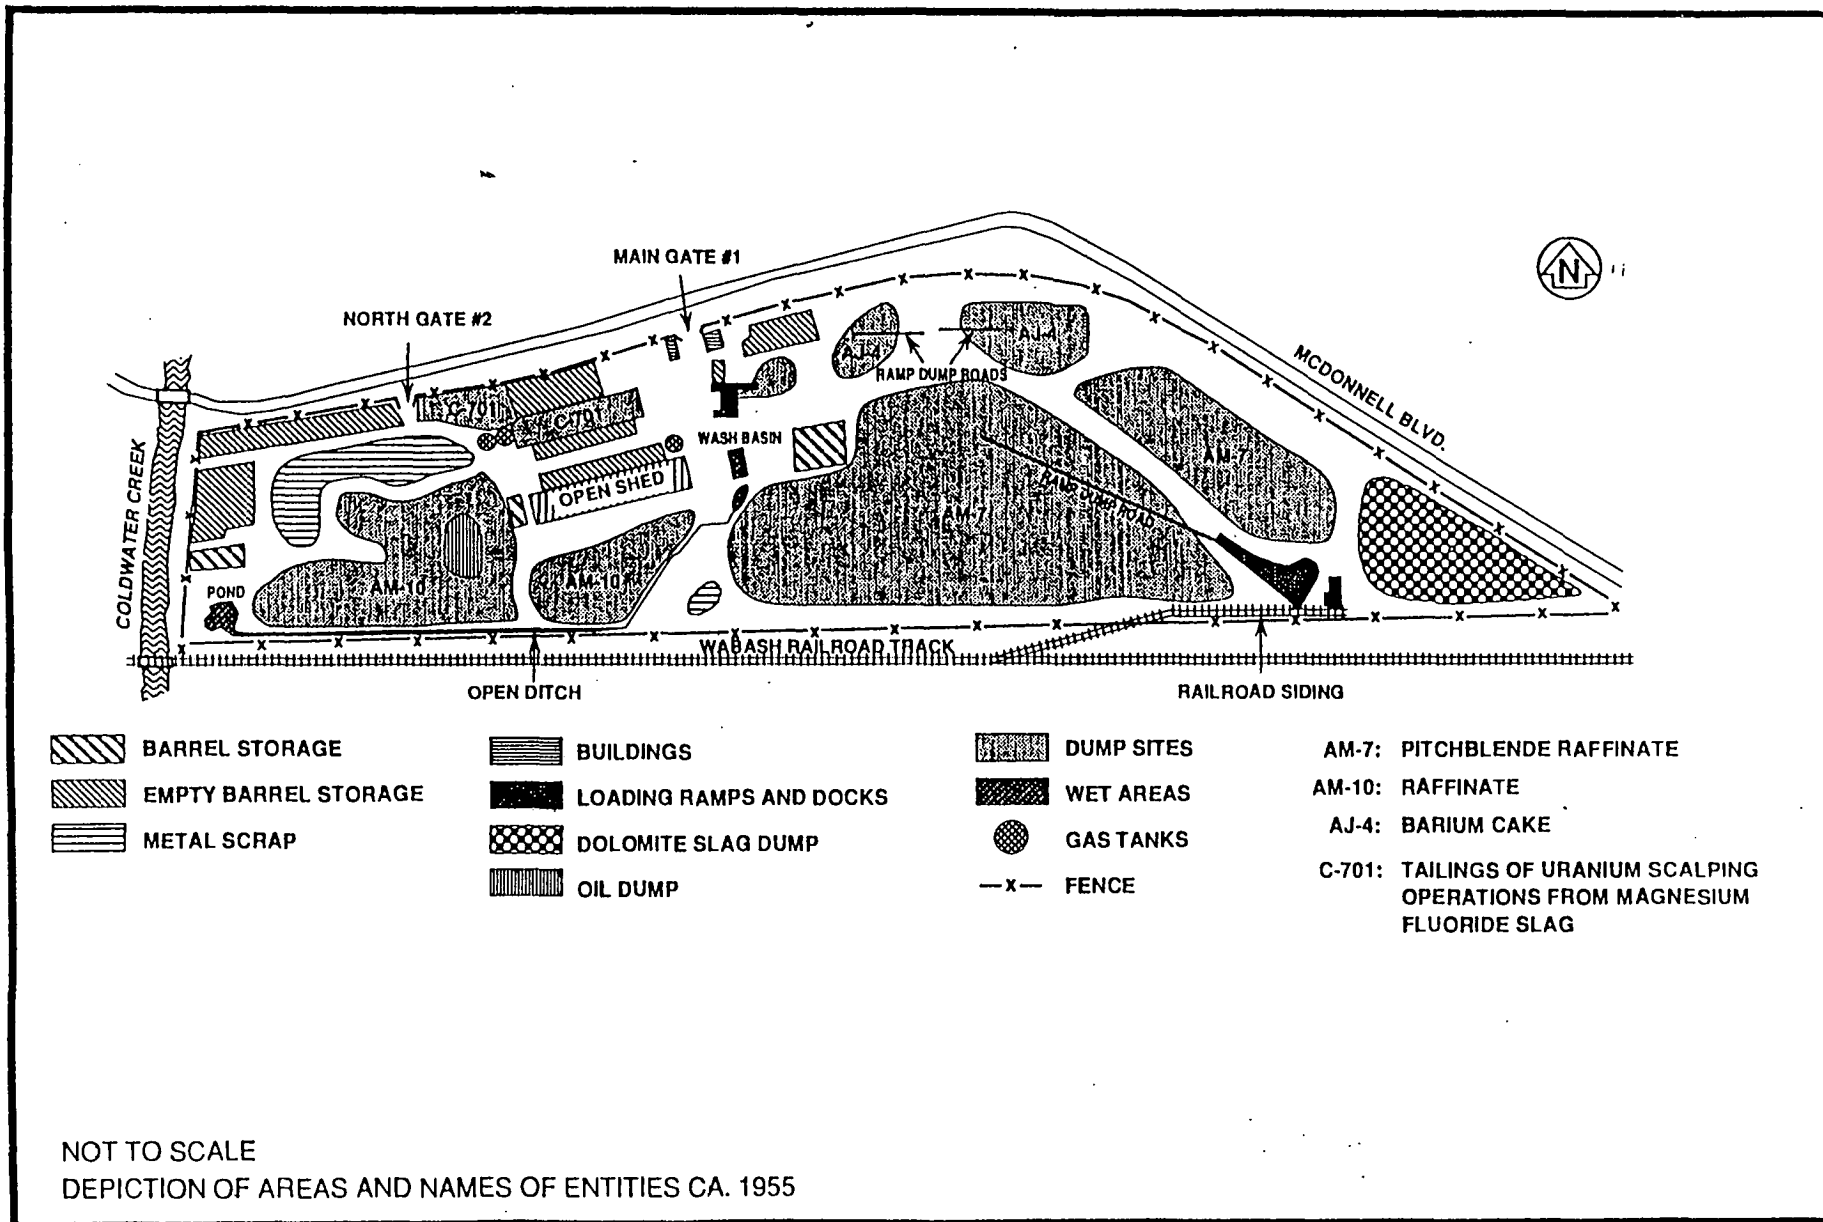 MAIN GATE #1
NORTH GATE #2
N
MCDONNELL BLVD.
COLDWATER CREEK
AJ-4
AJ-4
RAMP DUMP ROADS
C-701
C-701
WASH BASIN
OPEN SHED
AM-7
AM-7
RAMP DUMP ROAD
AM-10
AM-10
POND
WABASH RAILROAD TRACK
OPEN DITCH
RAILROAD SIDING
BARREL STORAGE
EMPTY BARREL STORAGE
METAL SCRAP
BUILDINGS
LOADING RAMPS AND DOCKS
DOLOMITE SLAG DUMP
OIL DUMP
DUMP SITES
WET AREAS
GAS TANKS
—x— FENCE
AM-7: PITCHBLENDE RAFFINATE
AM-10: RAFFINATE
AJ-4: BARIUM CAKE
C-701: TAILINGS OF URANIUM SCALPING
OPERATIONS FROM MAGNESIUM
FLUORIDE SLAG
NOT TO SCALE
DEPICTION OF AREAS AND NAMES OF ENTITIES CA. 1955